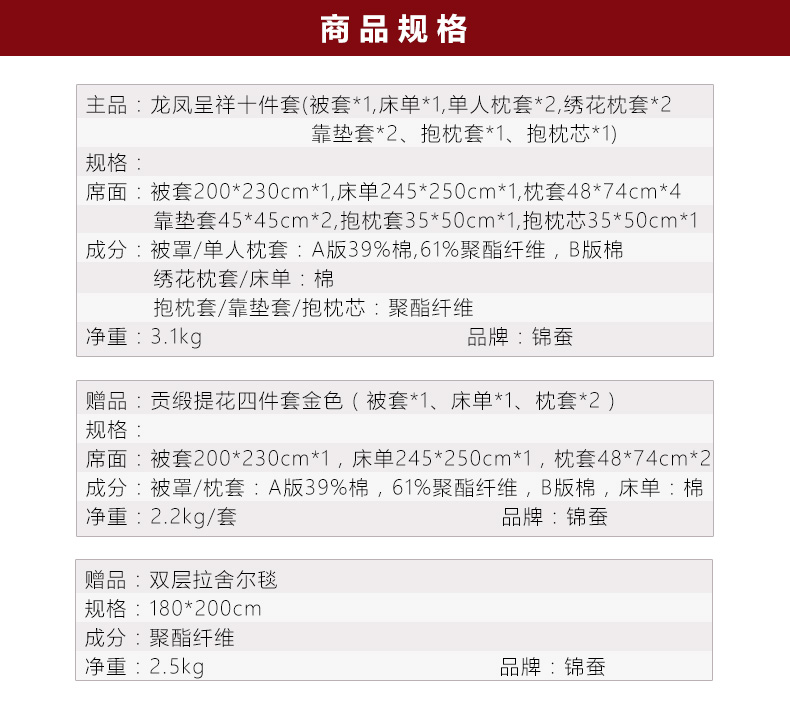 商品规格
主品：龙凤呈祥十件套(被套*1,床单*1,单人枕套*2,绣花枕套*2
靠垫套*2、抱枕套*1、抱枕芯*1)
规格：
席面：被套200*230cm*1,床单245*250cm*1,枕套48*74cm*4
靠垫套45*45cm*2,抱枕套35*50cm*1,抱枕芯35*50cm*1
成分：被罩/单人枕套：A版39%棉,61%聚酯纤维，B版棉
绣花枕套/床单：棉
抱枕套/靠垫套/抱枕芯：聚酯纤维
净重：3.1kg 品牌：锦蚕
赠品：贡缎提花四件套金色（被套*1、床单*1、枕套*2）
规格：
席面：被套200*230cm*1，床单245*250cm*1，枕套48*74cm*2
成分：被罩/枕套：A版39%棉，61%聚酯纤维，B版棉，床单：棉
净重：2.2kg/套 品牌：锦蚕
赠品：双层拉舍尔毯
规格：180*200cm
成分：聚酯纤维
净重：2.5kg 品牌：锦蚕